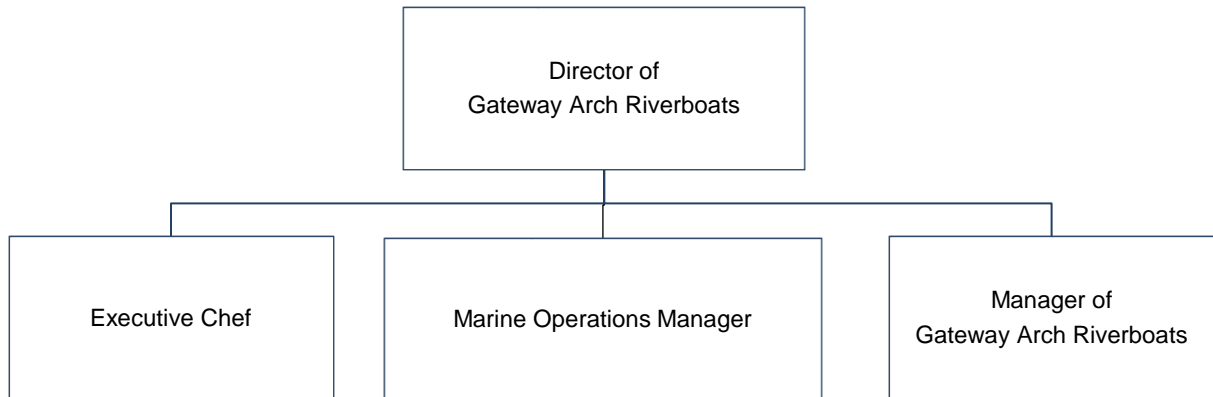 Director of
Gateway Arch Riverboats
Executive Chef
Marine Operations Manager
Manager of
Gateway Arch Riverboats